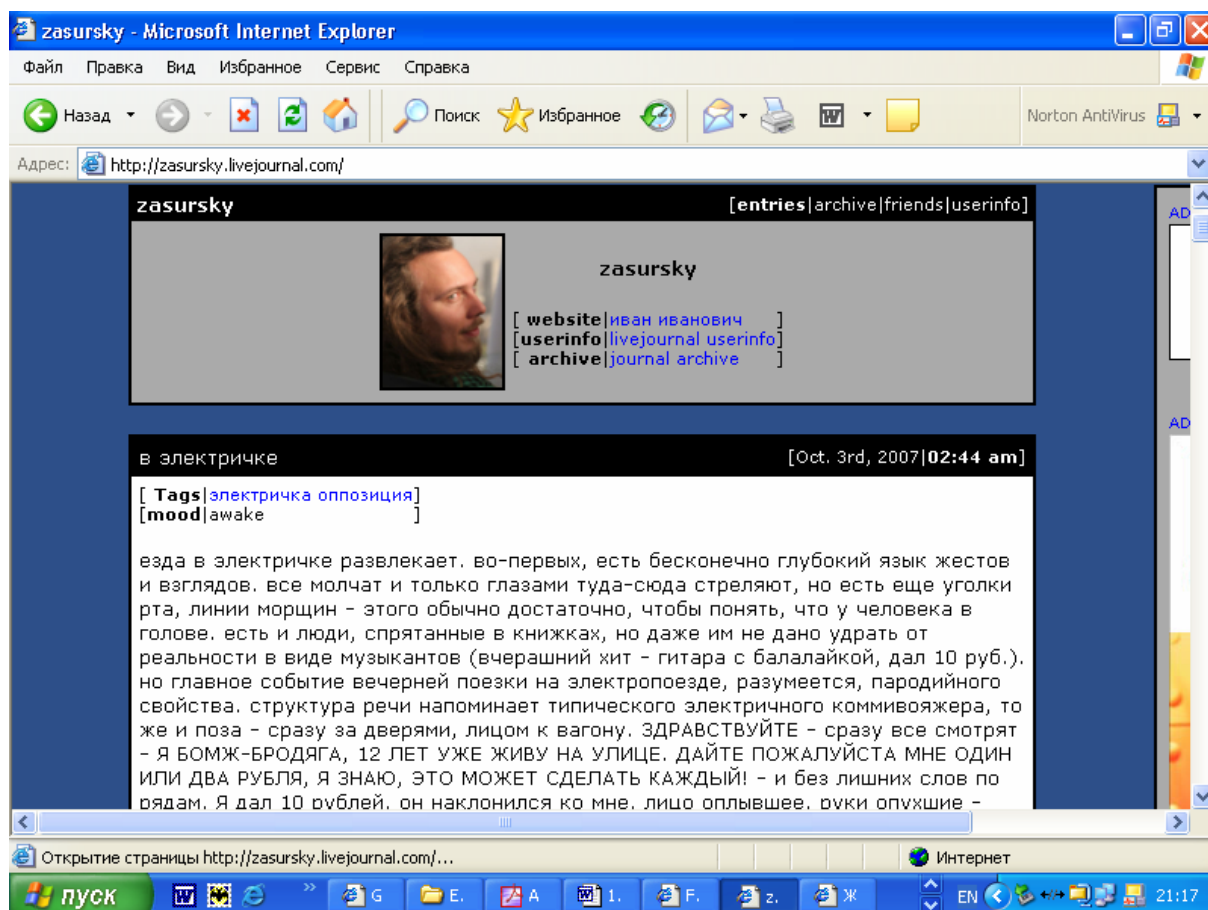 zasursky - Microsoft Internet Explorer
Файл Правка Вид Избранное Сервис Справка
Назад Поиск Избранное W Norton AntiVirus
Адрес: http://zasursky.livejournal.com/
zasursky [entries|archive|friends|userinfo]
AD
zasursky
[ website|иван иванович ]
[userinfo|livejournal userinfo]
[ archive|journal archive ]
AD
в электричке [Oct. 3rd, 2007|02:44 am]
[ Tags|электричка оппозиция]
[mood|awake ]
езда в электричке развлекает. во-первых, есть бесконечно глубокий язык жестов
и взглядов. все молчат и только глазами туда-сюда стреляют, но есть еще уголки
рта, линии морщин - этого обычно достаточно, чтобы понять, что у человека в
голове. есть и люди, спрятанные в книжках, но даже им не дано удрать от
реальности в виде музыкантов (вчерашний хит - гитара с балалайкой, дал 10 руб.).
но главное событие вечерней поезки на электропоезде, разумеется, пародийного
свойства. структура речи напоминает типического электричного коммивояжера, то
же и поза - сразу за дверями, лицом к вагону. ЗДРАВСТВУЙТЕ - сразу все смотрят
- Я БОМЖ-БРОДЯГА, 12 ЛЕТ УЖЕ ЖИВУ НА УЛИЦЕ. ДАЙТЕ ПОЖАЛУЙСТА МНЕ ОДИН
ИЛИ ДВА РУБЛЯ, Я ЗНАЮ, ЭТО МОЖЕТ СДЕЛАТЬ КАЖДЫЙ! - и без лишних слов по
рядам. Я дал 10 рублей. он наклонился ко мне. лицо оплывшее. руки опухшие -
Открытие страницы http://zasursky.livejournal.com/... Интернет
пуск W » G E. A 1. F. z. Ж EN 21:17